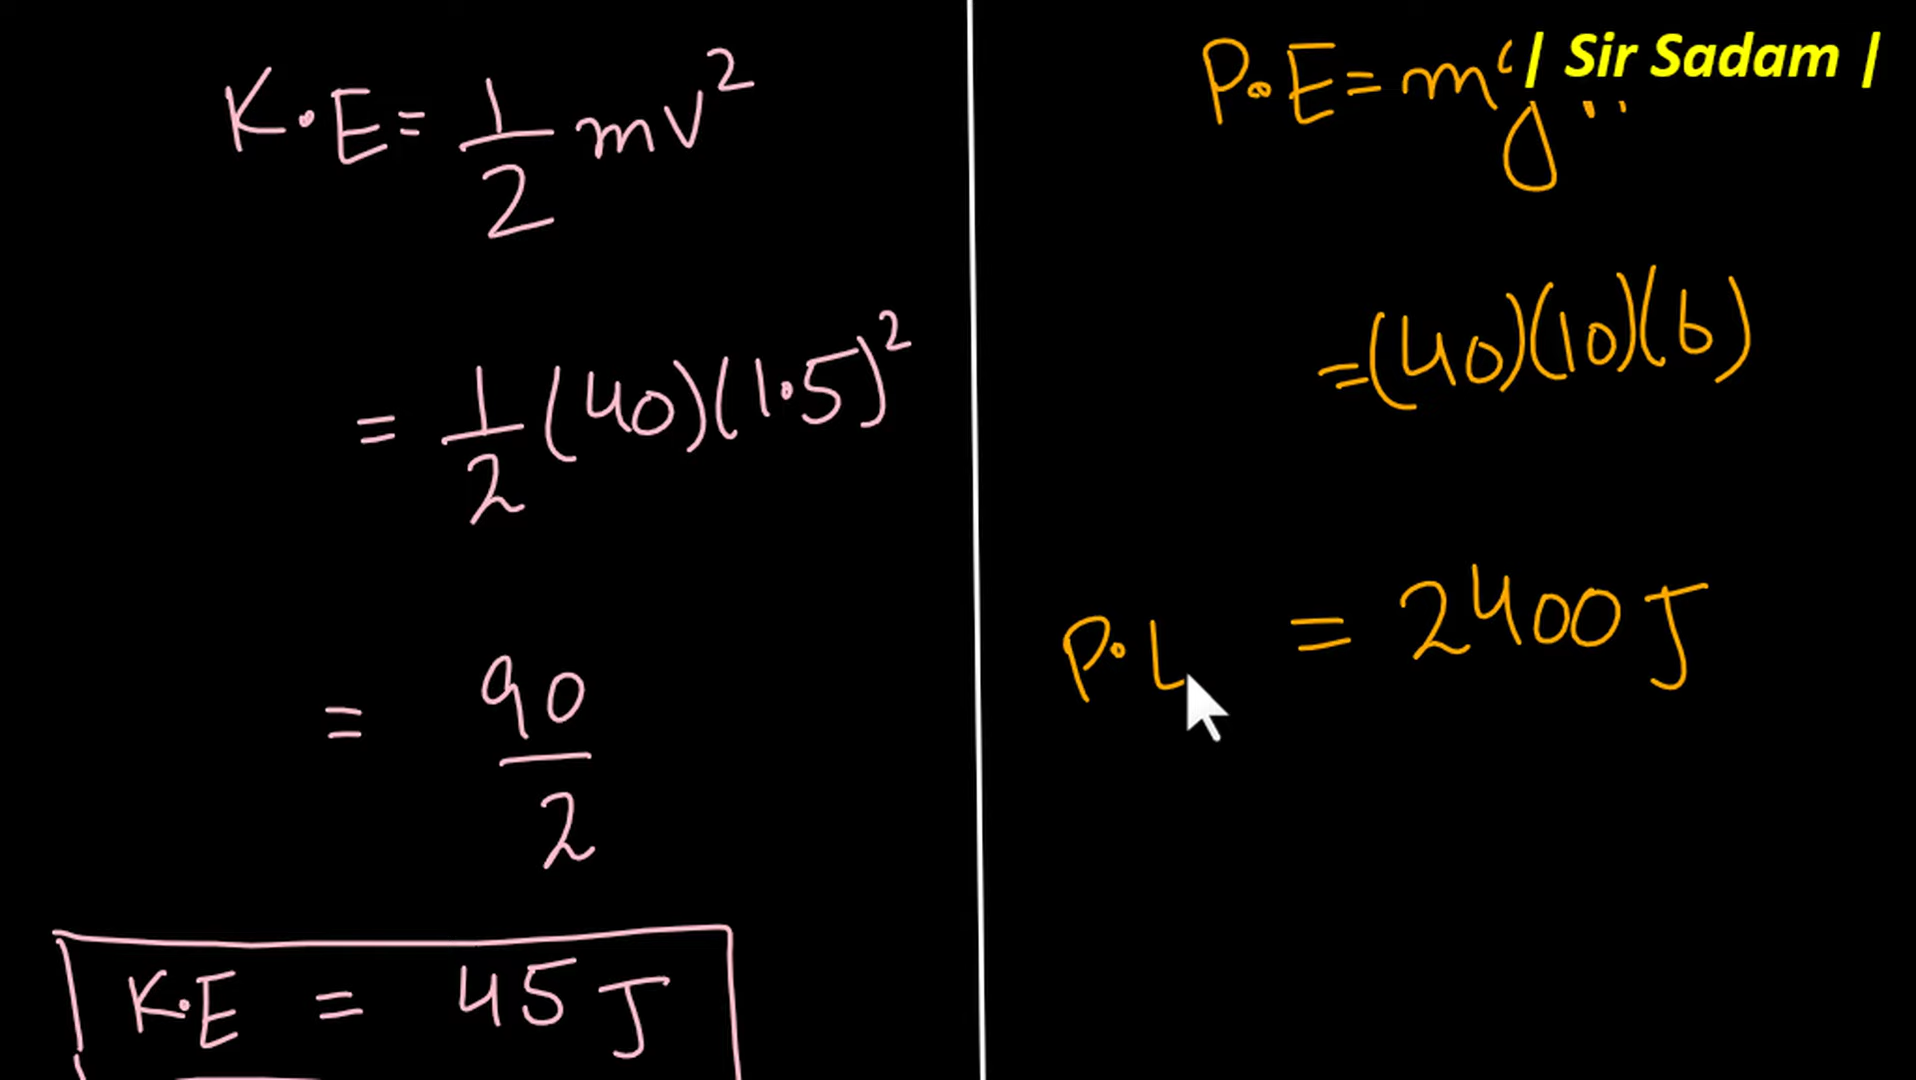 K.E = 1/2 mv²
= 1/2 (40)(1.5)²
= 90/2
K.E = 45 J
| Sir Sadam |
P.E = mg
= (40)(10)(6)
P.L = 2400 J